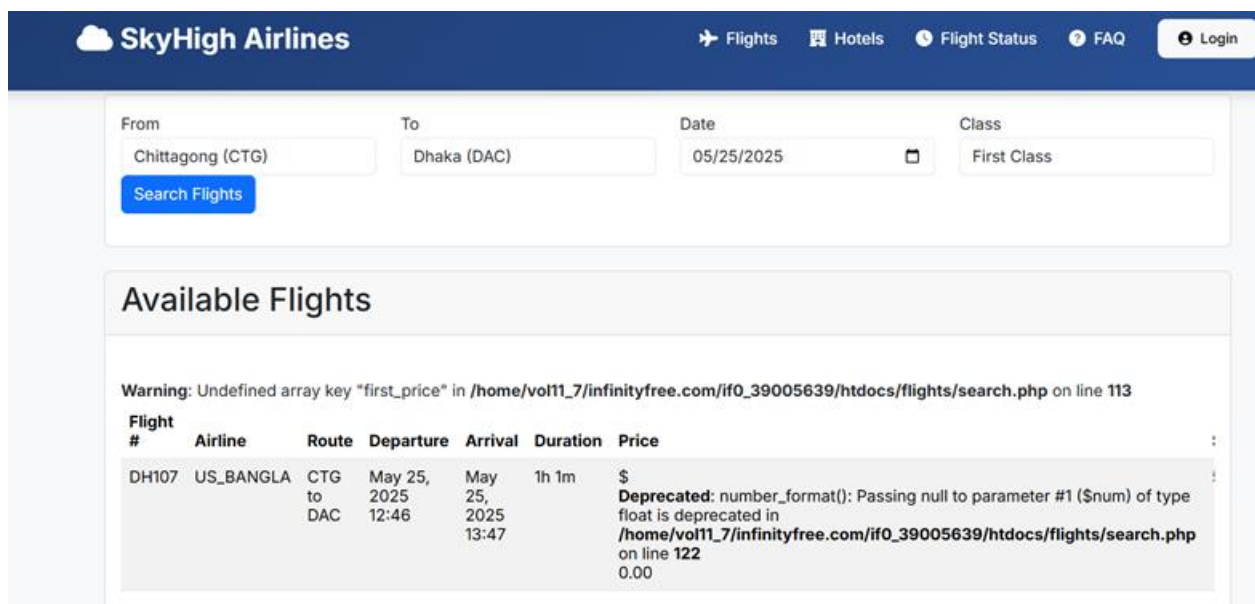 SkyHigh Airlines
Flights Hotels Flight Status FAQ Login
From To Date Class
Chittagong (CTG) Dhaka (DAC) 05/25/2025 First Class
Search Flights
Available Flights
Warning: Undefined array key "first_price" in /home/vol11_7/infinityfree.com/if0_39005639/htdocs/flights/search.php on line 113
Flight
# Airline Route Departure Arrival Duration Price
DH107 US_BANGLA CTG May 25, May 1h 1m $
to 2025 25, Deprecated: number_format(): Passing null to parameter #1 ($num) of type
DAC 12:46 2025 float is deprecated in
13:47 /home/vol11_7/infinityfree.com/if0_39005639/htdocs/flights/search.php
on line 122
0.00